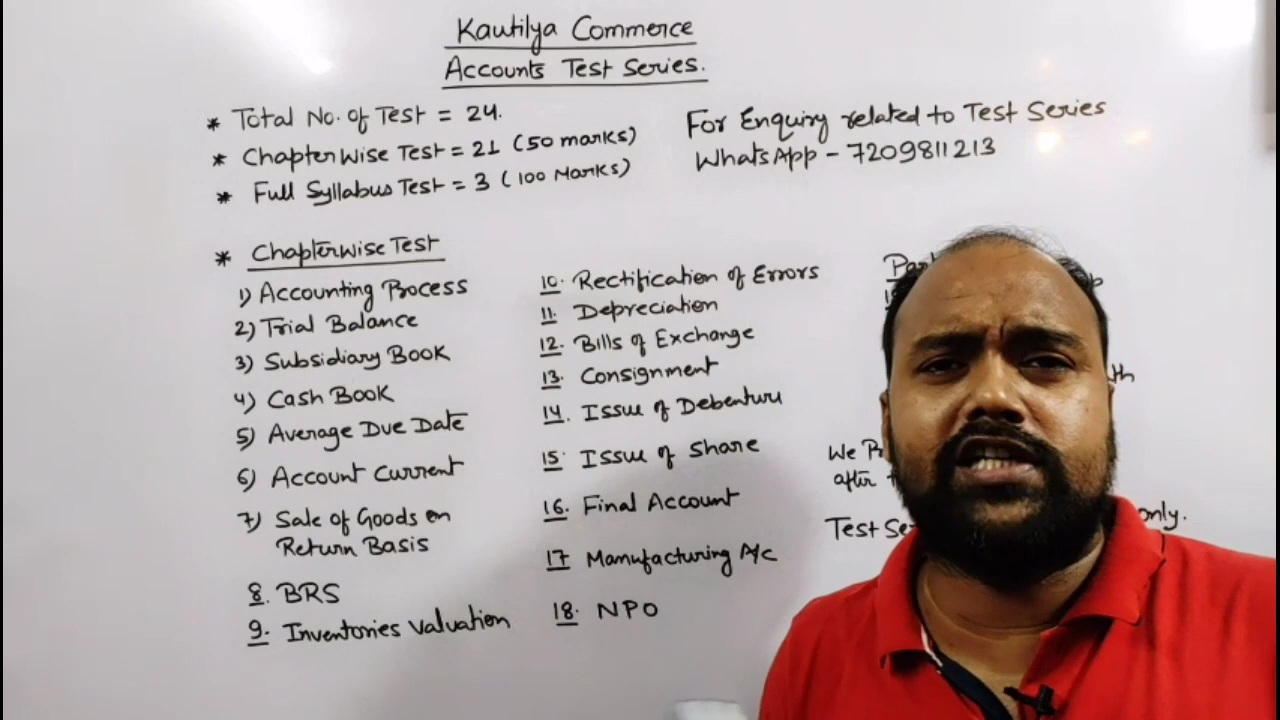 Kautilya Commerce
Accounts Test Series.
* Total No. of Test = 24.
* Chapterwise Test = 21 (50 marks)
* Full Syllabus Test = 3 (100 Marks)
For Enquiry related to Test Series
WhatsApp - 7209811213
* Chapterwise Test
1) Accounting Process
2) Trial Balance
3) Subsidiary Book
4) Cash Book
5) Average Due Date
6) Account Current
7) Sale of Goods on
Return Basis
8. BRS
9. Inventories Valuation
10. Rectification of Errors
11. Depreciation
12. Bills of Exchange
13. Consignment
14. Issue of Debenture
15. Issue of Share
16. Final Account
17 Manufacturing A/c
18. NPO
We
after
Test
only.